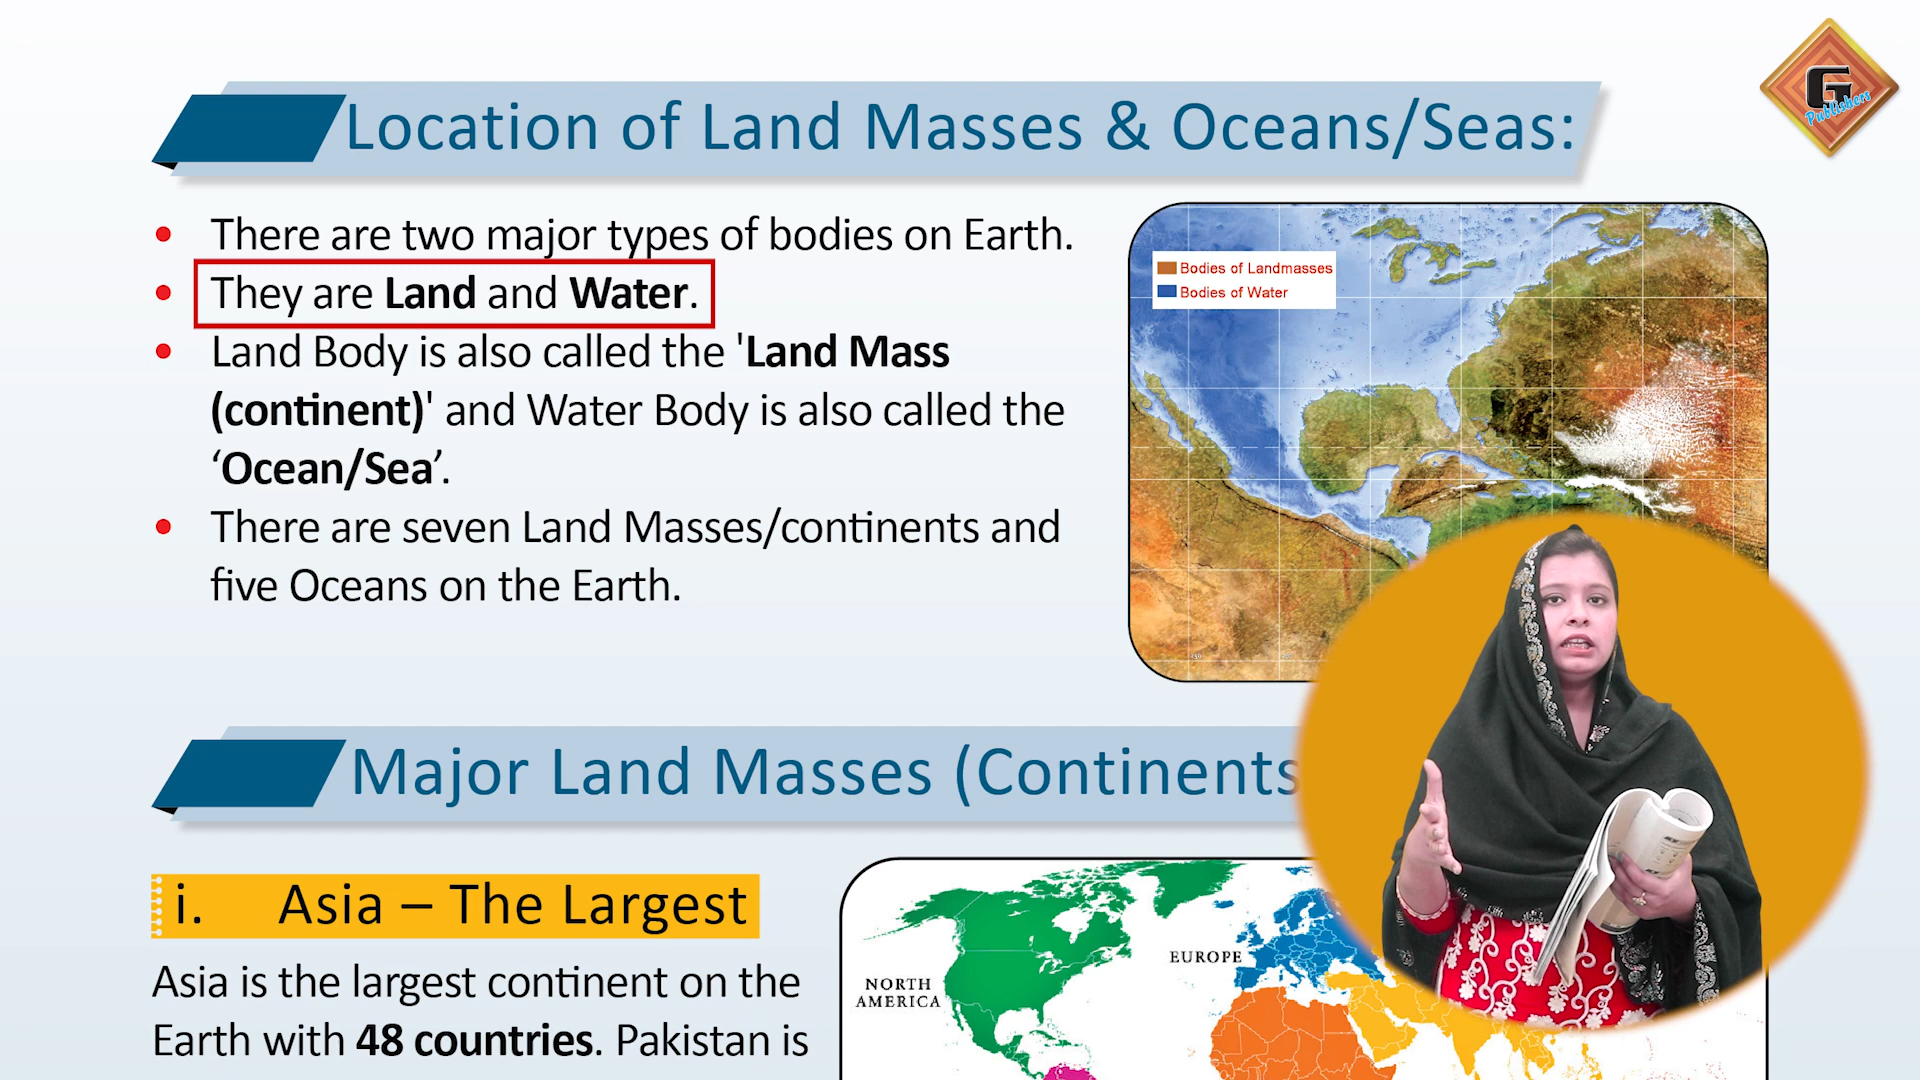 G
Publishers
Location of Land Masses & Oceans/Seas:
• There are two major types of bodies on Earth.
• They are Land and Water.
• Land Body is also called the 'Land Mass
(continent)' and Water Body is also called the
‘Ocean/Sea’.
• There are seven Land Masses/continents and
five Oceans on the Earth.
Bodies of Landmasses
Bodies of Water
Major Land Masses (Continents
i. Asia – The Largest
Asia is the largest continent on the
Earth with 48 countries. Pakistan is
EUROPE
NORTH
AMERICA